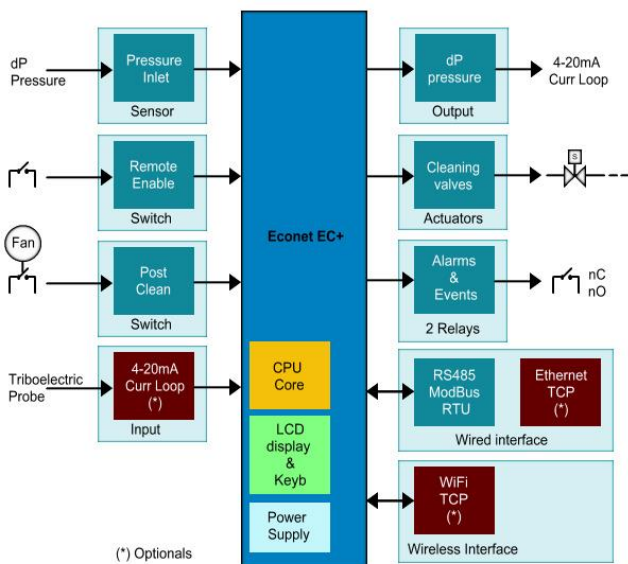 dP
Pressure
Pressure
Inlet
Sensor
Remote
Enable
Switch
Fan
Post
Clean
Switch
Triboelectric
Probe
4-20mA
Curr Loop
(*)
Input
(*) Optionals
Econet EC+
CPU
Core
LCD
display
&
Keyb
Power
Supply
dP
pressure
Output
4-20mA
Curr Loop
Cleaning
valves
Actuators
S
Alarms
&
Events
2 Relays
nC
nO
RS485
ModBus
RTU
Ethernet
TCP
(*)
Wired interface
WiFi
TCP
(*)
Wireless Interface